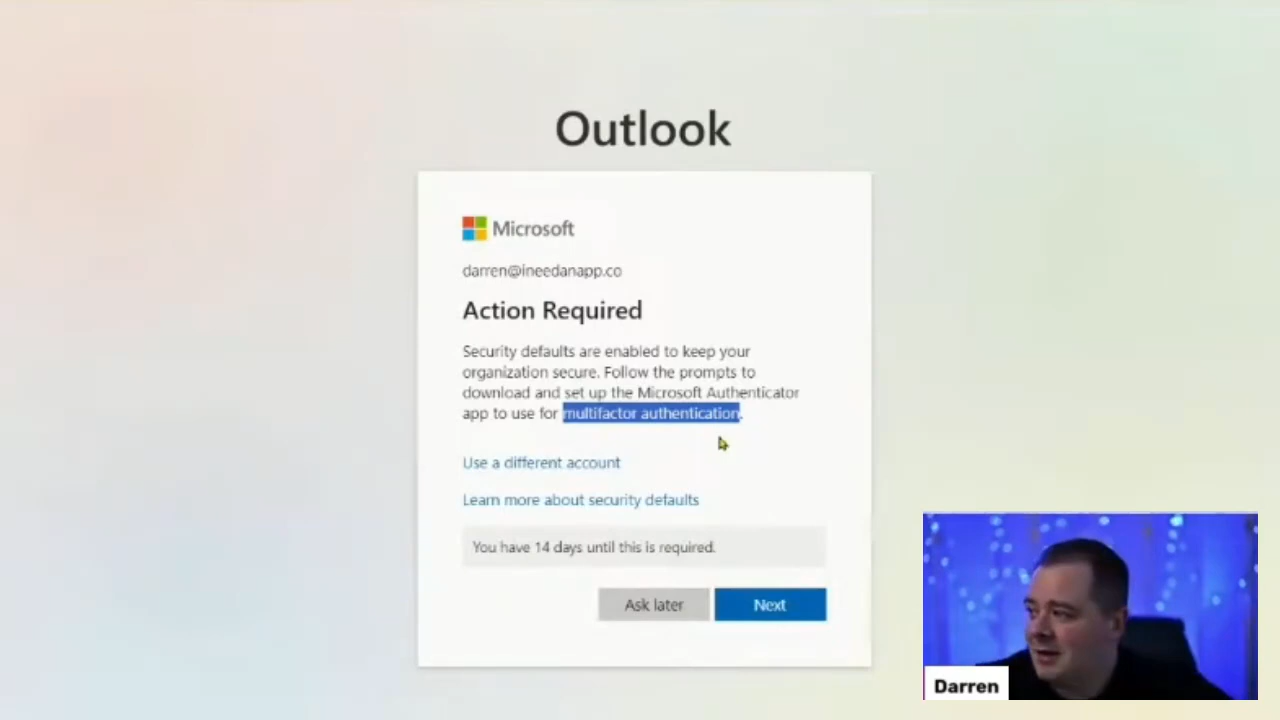 Outlook
Microsoft
darren@ineedanapp.co
Action Required
Security defaults are enabled to keep your
organization secure. Follow the prompts to
download and set up the Microsoft Authenticator
app to use for multifactor authentication.
Use a different account
Learn more about security defaults
You have 14 days until this is required.
Ask later
Next
Darren